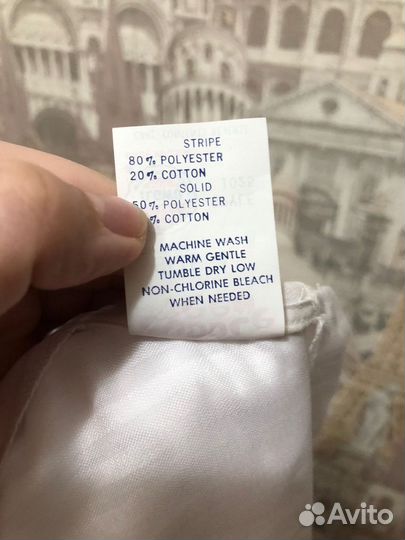 STRIPE
80% POLYESTER
20% COTTON
SOLID
50% POLYESTER
% COTTON
MACHINE WASH
WARM GENTLE
TUMBLE DRY LOW
NON-CHLORINE BLEACH
WHEN NEEDED
Avito